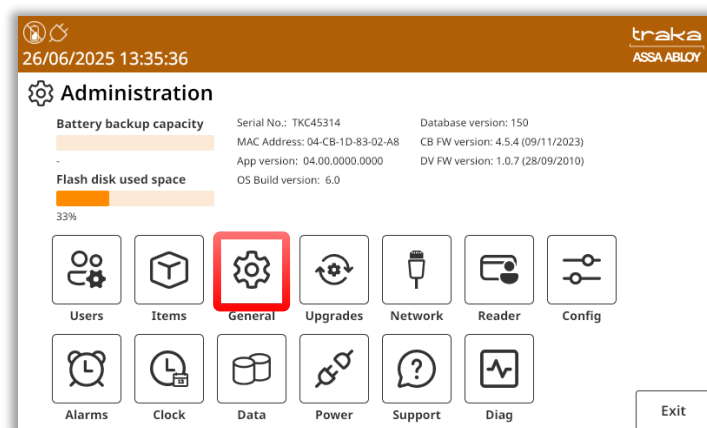 traka
26/06/2025 13:35:36
ASSA ABLOY
Administration
Battery backup capacity
-
Flash disk used space
33%
Serial No.: TKC45314
MAC Address: 04-CB-1D-83-02-A8
App version: 04.00.0000.0000
OS Build version: 6.0
Database version: 150
CB FW version: 4.5.4 (09/11/2023)
DV FW version: 1.0.7 (28/09/2010)
Users
Items
General
Upgrades
Network
Reader
Config
Alarms
Clock
Data
Power
Support
Diag
Exit